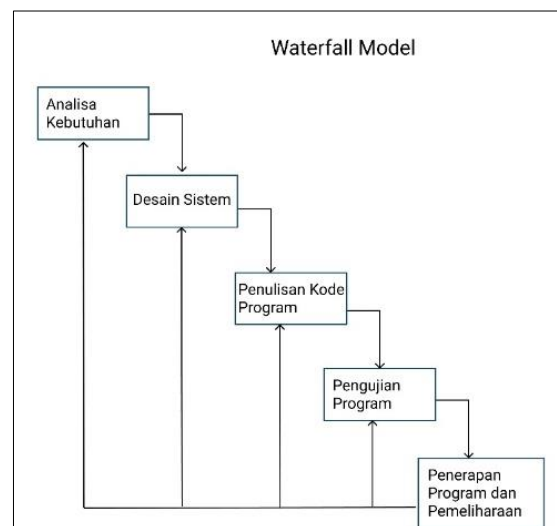 Waterfall Model
Analisa
Kebutuhan
Desain Sistem
Penulisan Kode
Program
Pengujian
Program
Penerapan
Program dan
Pemeliharaan